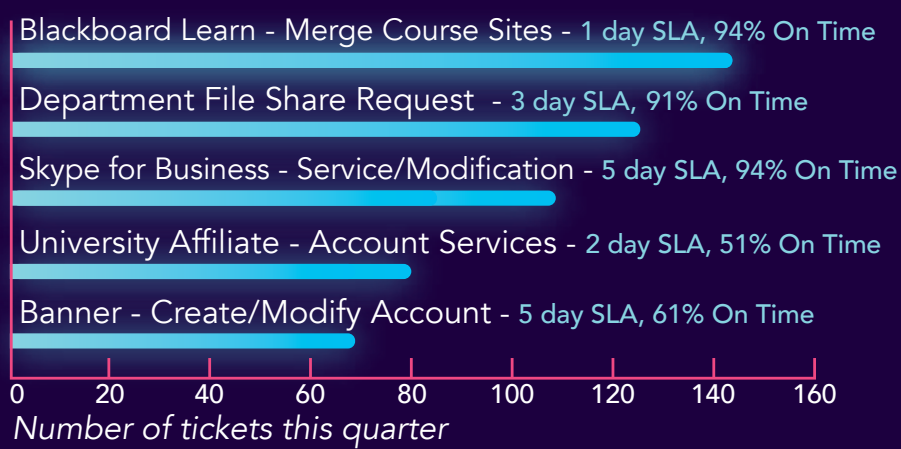 Blackboard Learn - Merge Course Sites - 1 day SLA, 94% On Time
Department File Share Request - 3 day SLA, 91% On Time
Skype for Business - Service/Modification - 5 day SLA, 94% On Time
University Affiliate - Account Services - 2 day SLA, 51% On Time
Banner - Create/Modify Account - 5 day SLA, 61% On Time
0 20 40 60 80 100 120 140 160
Number of tickets this quarter